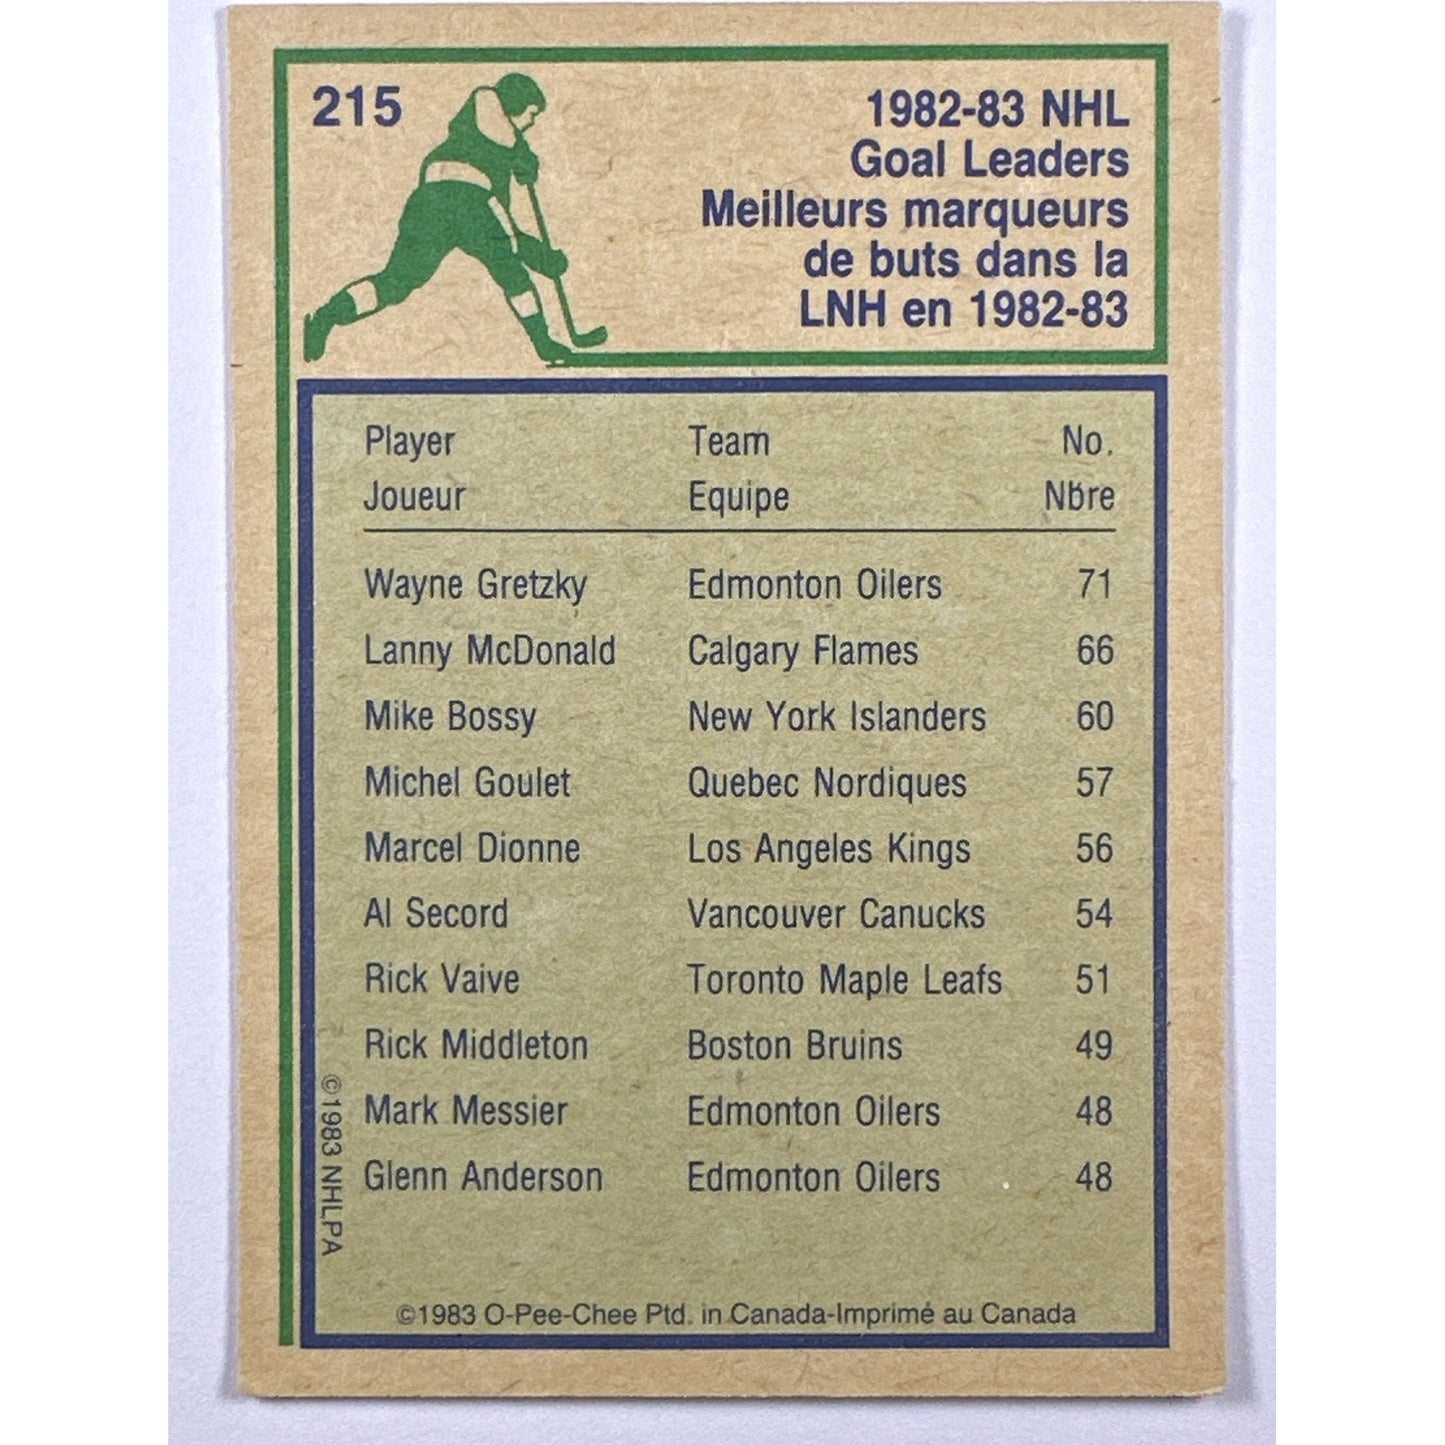 215
1982-83 NHL
Goal Leaders
Meilleurs marqueurs
de buts dans la
LNH en 1982-83
Player Team No.
Joueur Equipe Nbre
Wayne Gretzky Edmonton Oilers 71
Lanny McDonald Calgary Flames 66
Mike Bossy New York Islanders 60
Michel Goulet Quebec Nordiques 57
Marcel Dionne Los Angeles Kings 56
Al Secord Vancouver Canucks 54
Rick Vaive Toronto Maple Leafs 51
Rick Middleton Boston Bruins 49
Mark Messier Edmonton Oilers 48
Glenn Anderson Edmonton Oilers 48
©1983 NHLPA
©1983 O-Pee-Chee Ptd. in Canada-Imprimé au Canada